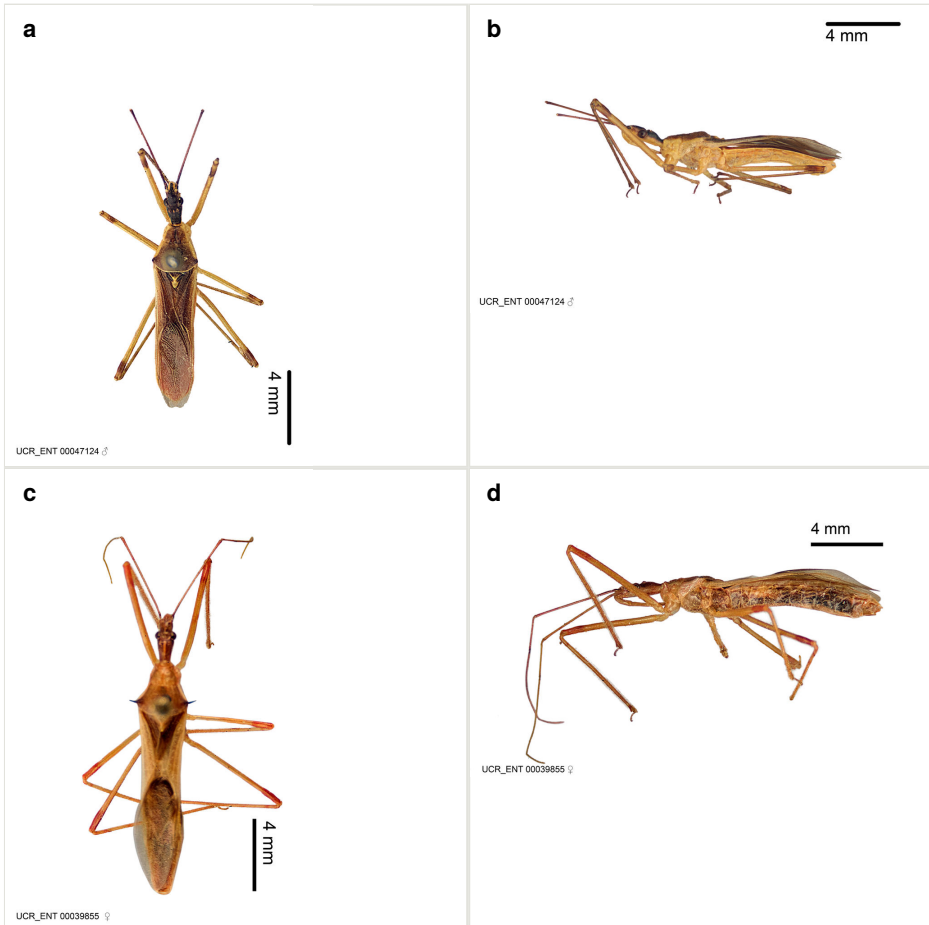 a
4 mm
UCR_ENT 00047124 ♂
b
4 mm
UCR_ENT 00047124 ♂
c
4 mm
UCR_ENT 00039855 ♀
d
4 mm
UCR_ENT 00039855 ♀